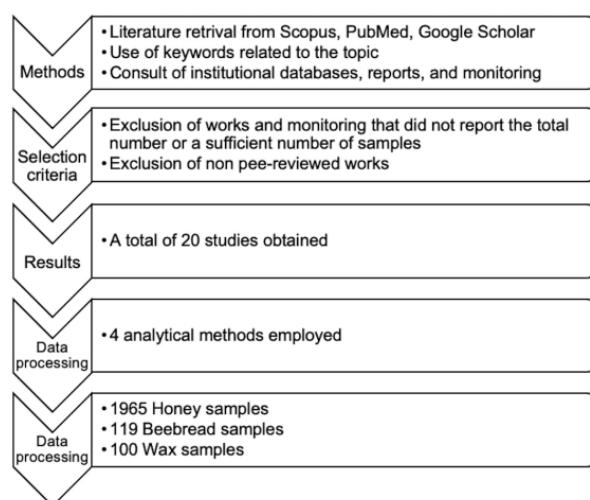 Methods
• Literature retrival from Scopus, PubMed, Google Scholar
• Use of keywords related to the topic
• Consult of institutional databases, reports, and monitoring
Selection
criteria
• Exclusion of works and monitoring that did not report the total
number or a sufficient number of samples
• Exclusion of non pee-reviewed works
Results
• A total of 20 studies obtained
Data
processing
• 4 analytical methods employed
Data
processing
• 1965 Honey samples
• 119 Beebread samples
• 100 Wax samples